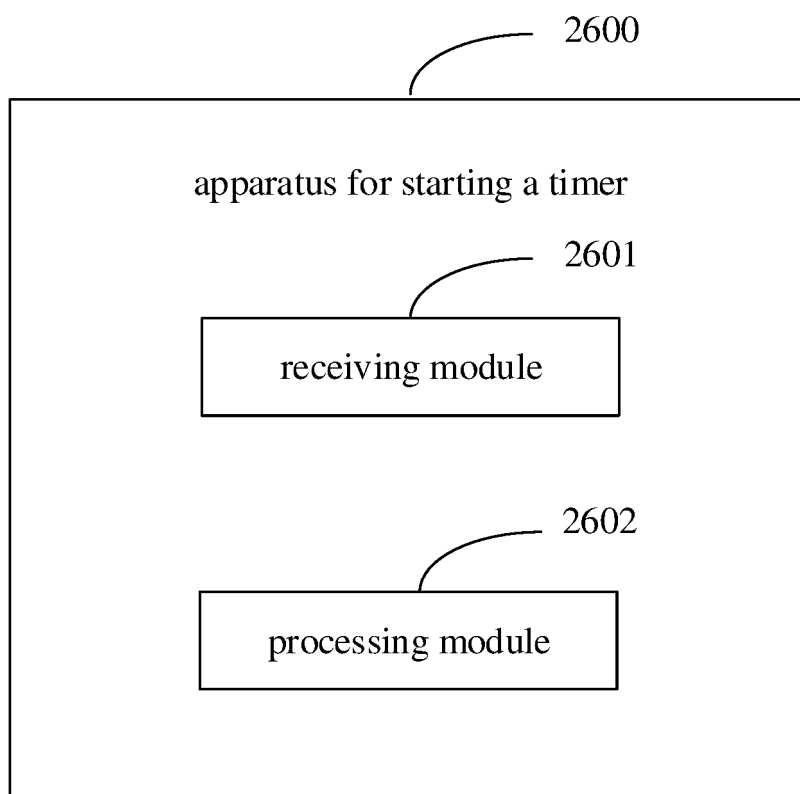 2600
apparatus for starting a timer
2601
receiving module
2602
processing module